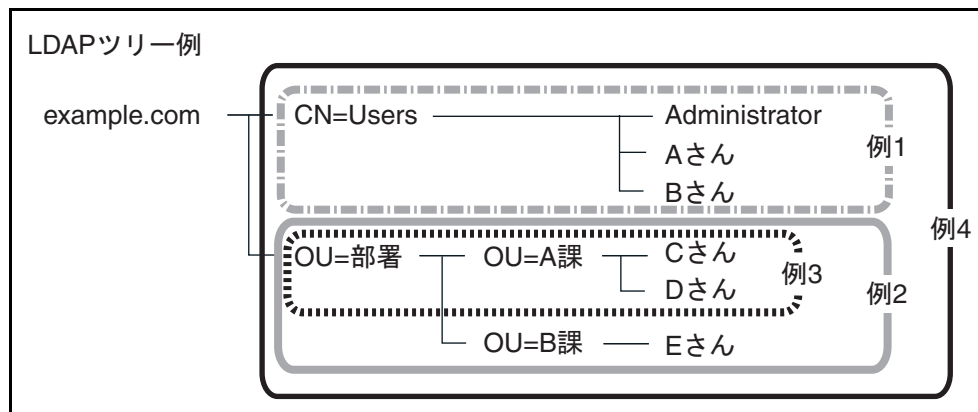 LDAPツリー例
example.com
CN=Users
Administrator
Aさん
Bさん
例1
OU=部署
OU=A課
Cさん
Dさん
例3
OU=B課
Eさん
例2
例4